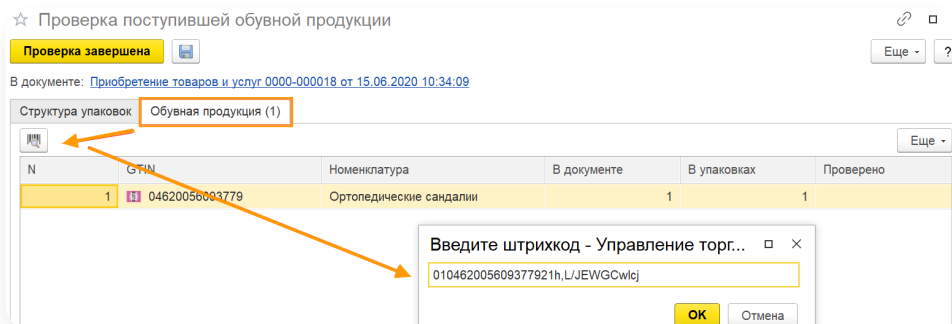 Проверка поступившей обувной продукции
Проверка завершена
Еще
?
В документе: Приобретение товаров и услуг 0000-000018 от 15.06.2020 10:34:09
Структура упаковок Обувная продукция (1)
Еще
N GTIN Номенклатура В документе В упаковках Проверено
1 04620056093779 Ортопедические сандалии 1 1
Введите штрихкод - Управление торг...
010462005609377921h,L/JEWGCwlcj
OK Отмена